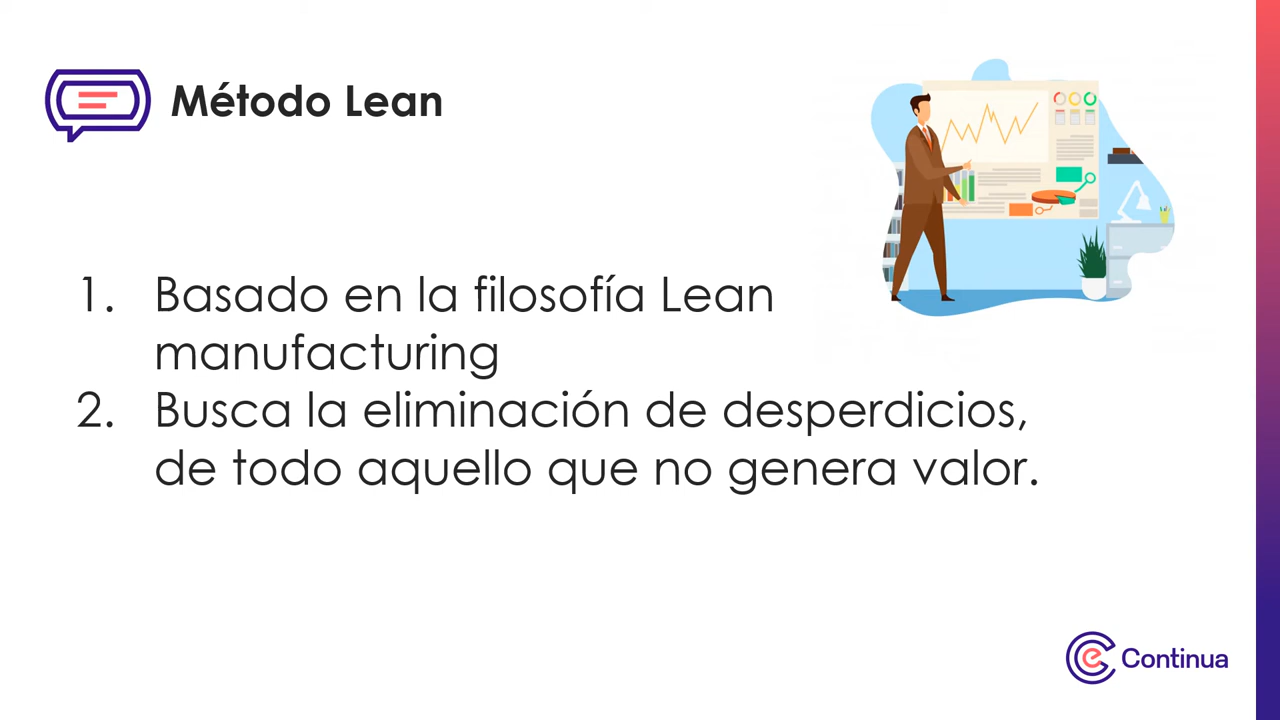 Método Lean
1. Basado en la filosofía Lean
manufacturing
2. Busca la eliminación de desperdicios,
de todo aquello que no genera valor.
e Continua